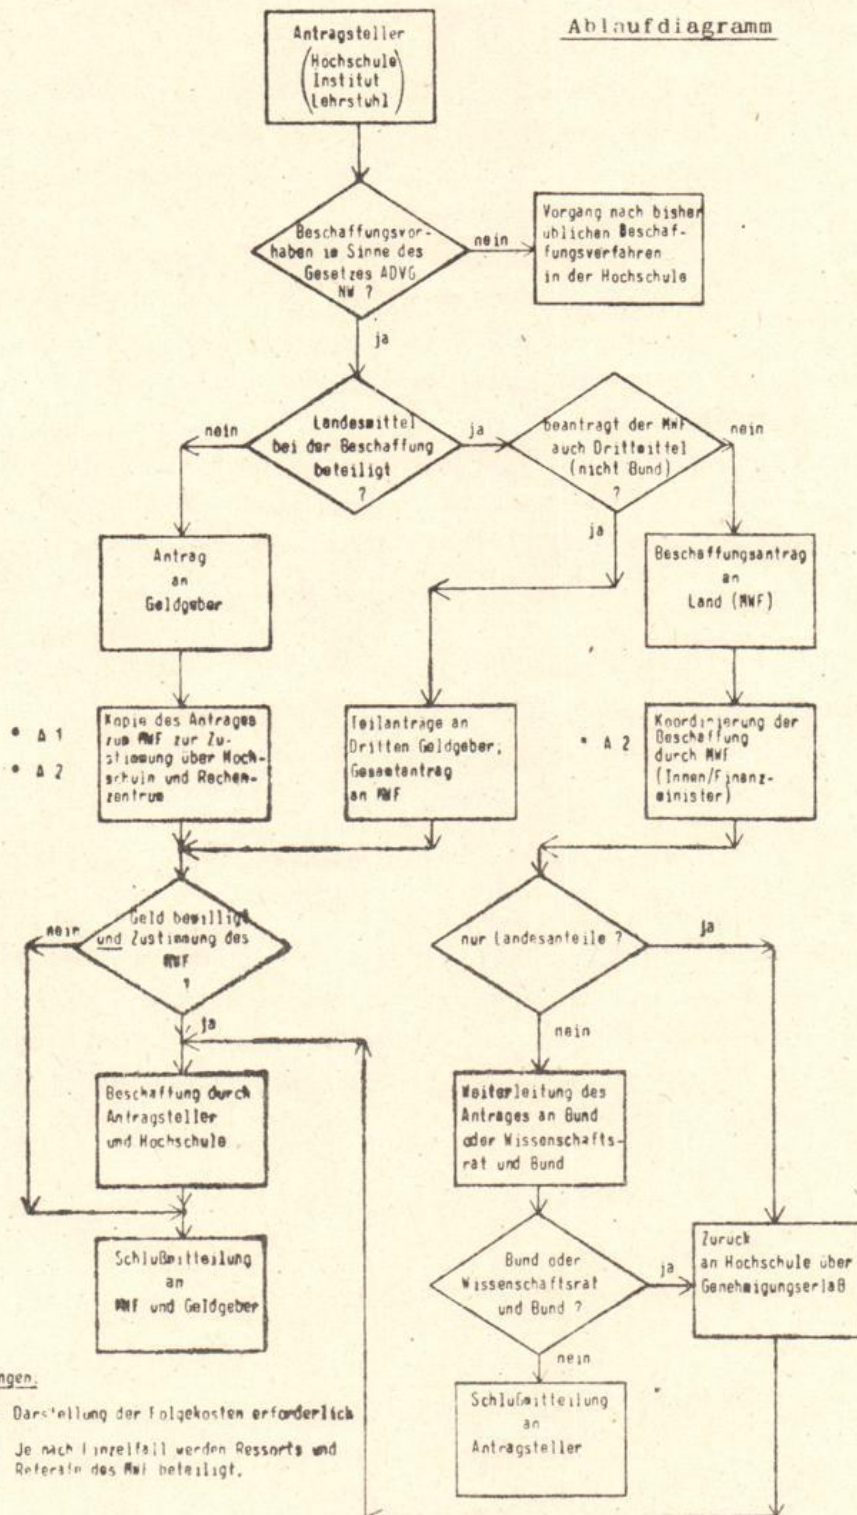 Ablaufdiagramm
Antragsteller
(Hochschule
Institut
Lehrstuhl)
Beschaffungsvor-
haben im Sinne des
Gesetzes ADVG
NW ?
nein
Vorgang nach bisher
ublichen Beschaf-
fungsverfahren
in der Hochschule
ja
Landesmittel
bei der Beschaffung
beteiligt
?
nein
ja
beantragt der MWF
auch Drittmittel
(nicht Bund)
?
nein
ja
Antrag
an
Geldgeber
Beschaffungsantrag
an
Land (MWF)
* A 1
* A 2
Kopie des Antrages
zum MWF zur Zu-
stimmung über Hoch-
schuln und Rechen-
zentrum
Teilanträge an
Dritten Geldgeber,
Gesamtantrag
an MWF
* A 2
Koordinierung der
Beschaffung
durch MWF
(Innen/Finanz-
minister)
Geld bewilligt
und Zustimmung des
MWF
?
nein
ja
nur Landesanteile ?
ja
nein
Beschaffung durch
Antragsteller
und Hochschule
Weiterleitung des
Antrages an Bund
oder Wissenschafts-
rat und Bund
Schlußmitteilung
an
MWF und Geldgeber
Bund oder
Wissenschaftsrat
und Bund ?
ja
nein
Zuruck
an Hochschule über
Genehmigungserlaß
Schlußmitteilung
an
Antragsteller
ngen:
Darstellung der Folgekosten erforderlich
Je nach Einzelfall werden Ressorts und
Referate des MWF beteiligt.